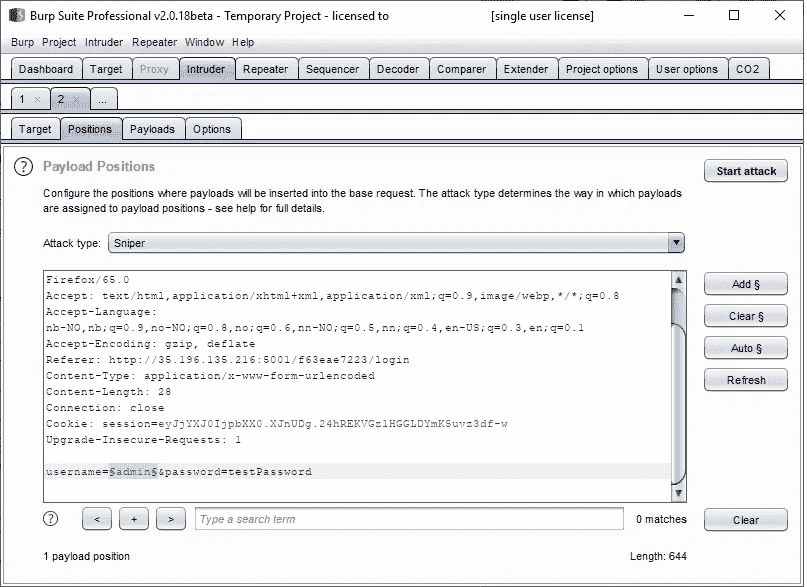 Burp Suite Professional v2.0.18beta - Temporary Project - licensed to [single user license]
Burp Project Intruder Repeater Window Help
Dashboard Target Proxy Intruder Repeater Sequencer Decoder Comparer Extender Project options User options CO2
1 × 2 × ...
Target Positions Payloads Options
? Payload Positions
Start attack
Configure the positions where payloads will be inserted into the base request. The attack type determines the way in which payloads
are assigned to payload positions - see help for full details.
Attack type: Sniper
Firefox/65.0
Accept: text/html,application/xhtml+xml,application/xml;q=0.9,image/webp,*/*;q=0.8
Accept-Language:
nb-NO,nb;q=0.9,no-NO;q=0.8,no;q=0.6,nn-NO;q=0.5,nn;q=0.4,en-US;q=0.3,en;q=0.1
Accept-Encoding: gzip, deflate
Referer: http://35.196.135.216:5001/f63eae7223/login
Content-Type: application/x-www-form-urlencoded
Content-Length: 28
Connection: close
Cookie: session=eyJjYXJ0IjpbXX0.XJnUDg.24hREKVGzlHGGLDYmKSuvz3df-w
Upgrade-Insecure-Requests: 1
username=§admin§&password=testPassword
Add §
Clear §
Auto §
Refresh
? < + > Type a search term 0 matches Clear
1 payload position Length: 644